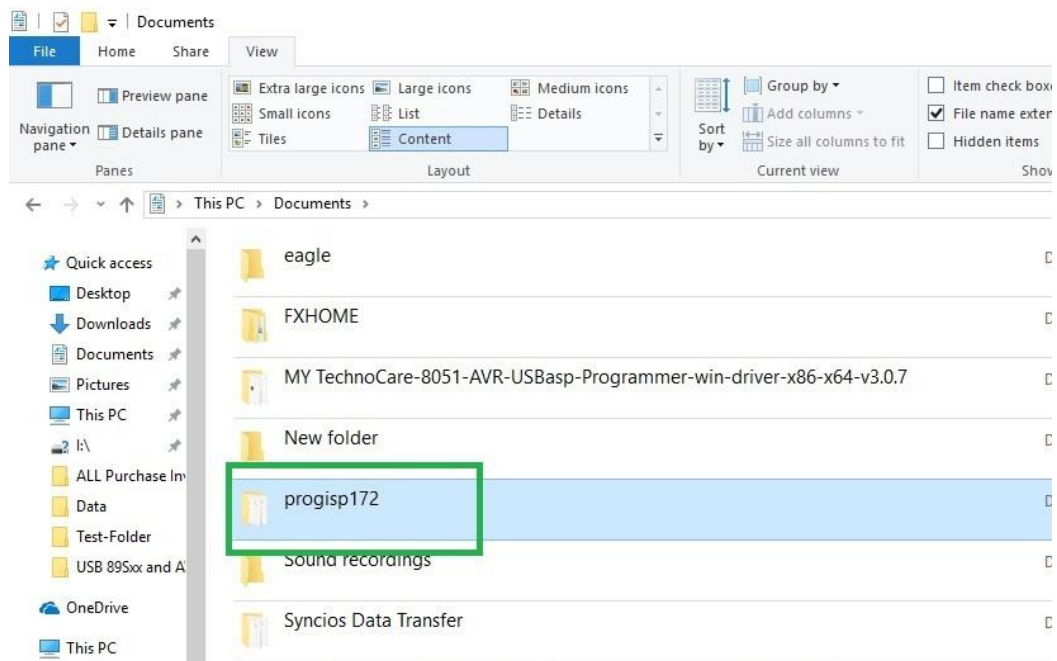 Documents
File Home Share View
Preview pane
Navigation pane
Details pane
Panes
Extra large icons Large icons Medium icons
Small icons List Details
Tiles Content
Layout
Sort by
Group by
Add columns
Size all columns to fit
Current view
Item check boxe
File name exten
Hidden items
Shov
This PC > Documents >
Quick access
Desktop
Downloads
Documents
Pictures
This PC
I:\
ALL Purchase Inv
Data
Test-Folder
USB 89Sxx and A
OneDrive
This PC
eagle
FXHOME
MY TechnoCare-8051-AVR-USBasp-Programmer-win-driver-x86-x64-v3.0.7
New folder
progisp172
Sound recordings
Syncios Data Transfer